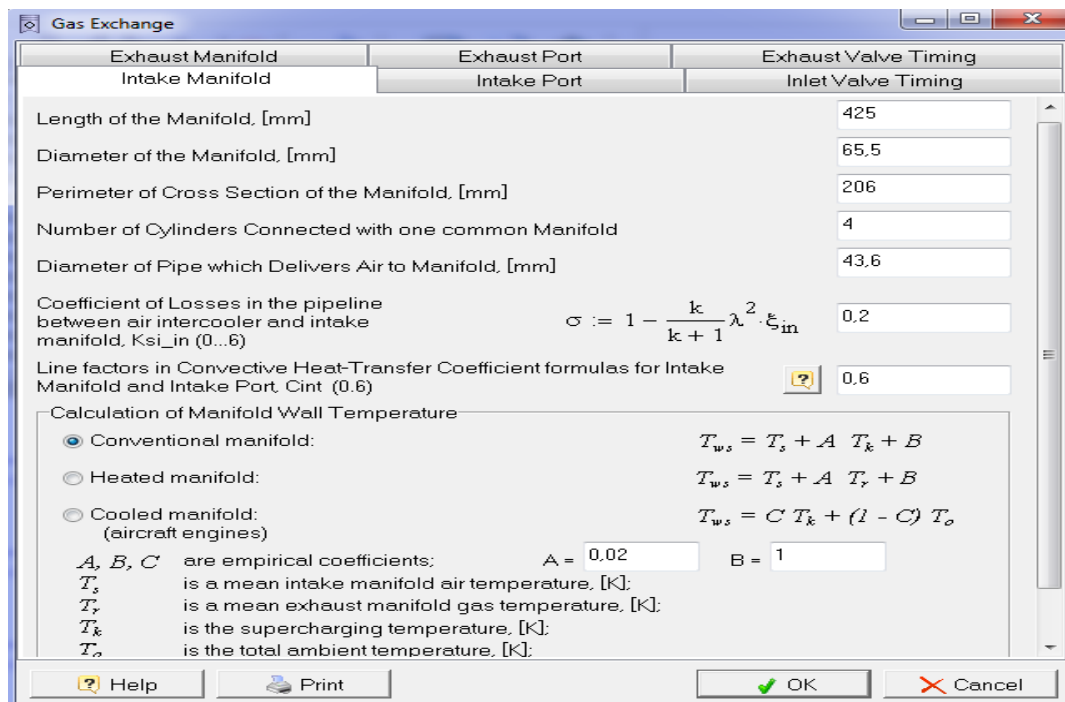 Gas Exchange
Exhaust Manifold
Exhaust Port
Exhaust Valve Timing
Intake Manifold
Intake Port
Inlet Valve Timing
Length of the Manifold, [mm] 425
Diameter of the Manifold, [mm] 65,5
Perimeter of Cross Section of the Manifold, [mm] 206
Number of Cylinders Connected with one common Manifold 4
Diameter of Pipe which Delivers Air to Manifold, [mm] 43,6
Coefficient of Losses in the pipeline
between air intercooler and intake
manifold, Ksi_in (0...6)
σ := 1 − k/(k + 1) λ² · ξin 0,2
Line factors in Convective Heat-Transfer Coefficient formulas for Intake
Manifold and Intake Port, Cint (0.6) 0,6
Calculation of Manifold Wall Temperature
Conventional manifold: Tws = Ts + A Tk + B
Heated manifold: Tws = Ts + A Tr + B
Cooled manifold: Tws = C Tk + (1 - C) To
(aircraft engines)
A, B, C are empirical coefficients; A = 0,02 B = 1
Ts is a mean intake manifold air temperature, [K];
Tr is a mean exhaust manifold gas temperature, [K];
Tk is the supercharging temperature, [K];
To is the total ambient temperature, [K];
? Help
Print
OK
Cancel